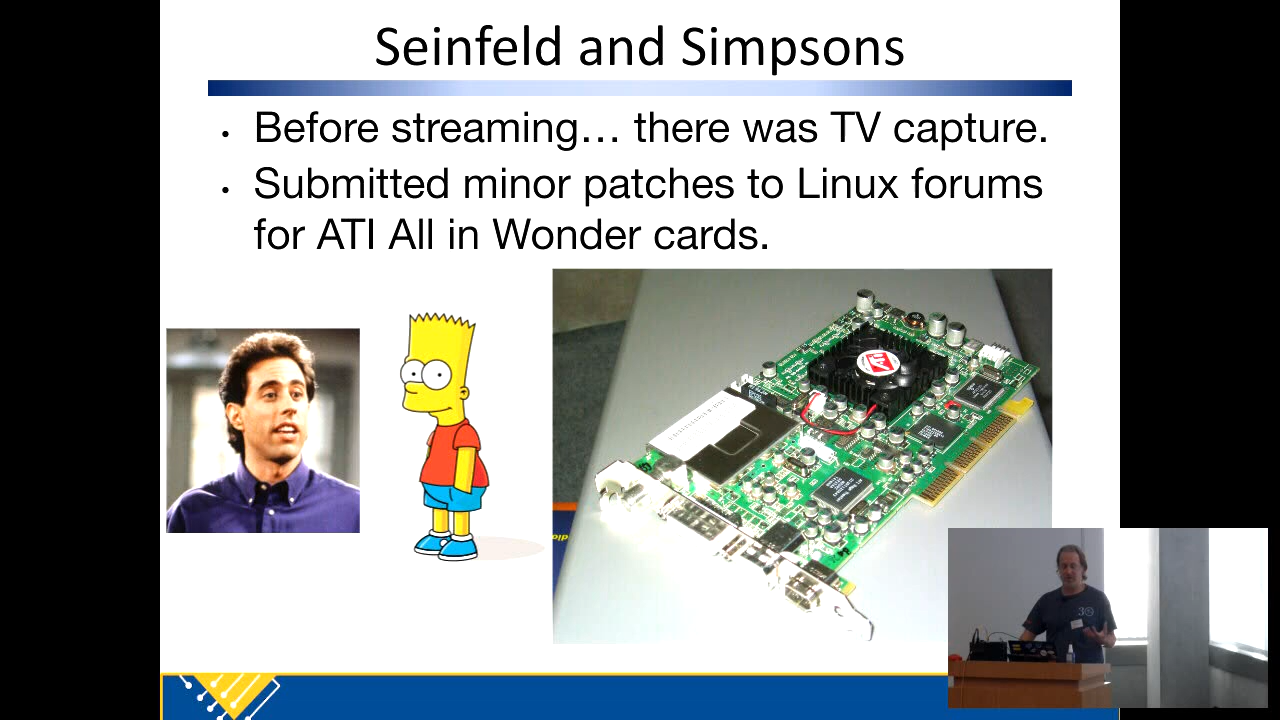 Seinfeld and Simpsons
• Before streaming... there was TV capture.
• Submitted minor patches to Linux forums
for ATI All in Wonder cards.
ATI